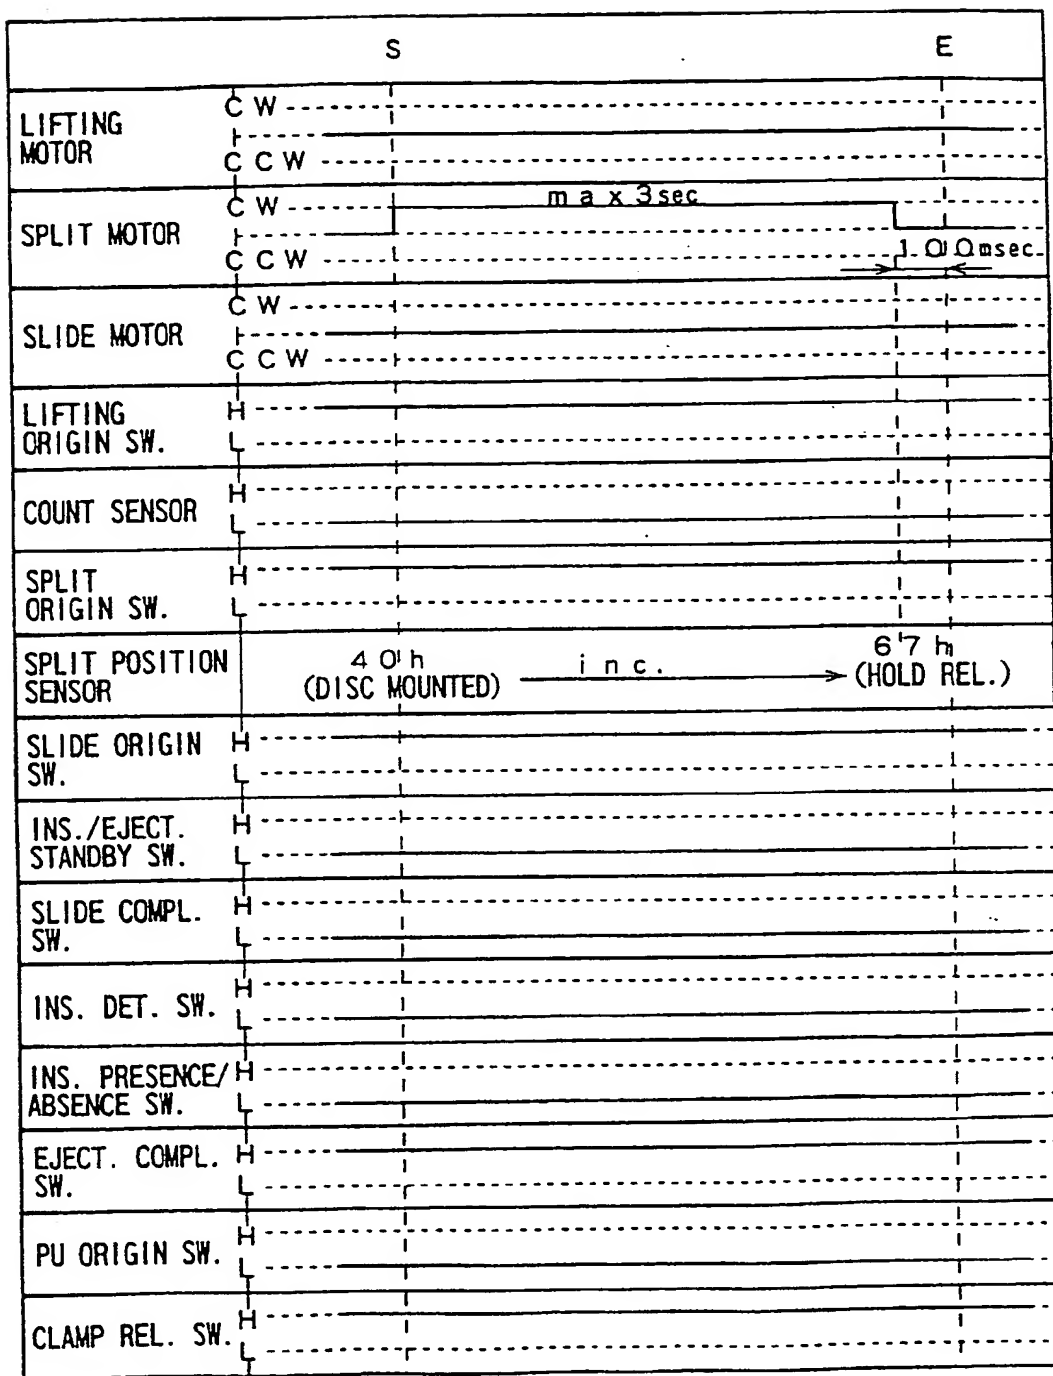 S E
LIFTING MOTOR CW CCW
SPLIT MOTOR CW CCW max 3sec 100msec
SLIDE MOTOR CW CCW
LIFTING ORIGIN SW. H L
COUNT SENSOR H L
SPLIT ORIGIN SW. H L
SPLIT POSITION SENSOR 40h (DISC MOUNTED) inc. 67h (HOLD REL.)
SLIDE ORIGIN SW. H L
INS./EJECT. STANDBY SW. H L
SLIDE COMPL. SW. H L
INS. DET. SW. H L
INS. PRESENCE/ ABSENCE SW. H L
EJECT. COMPL. SW. H L
PU ORIGIN SW. H L
CLAMP REL. SW. H L